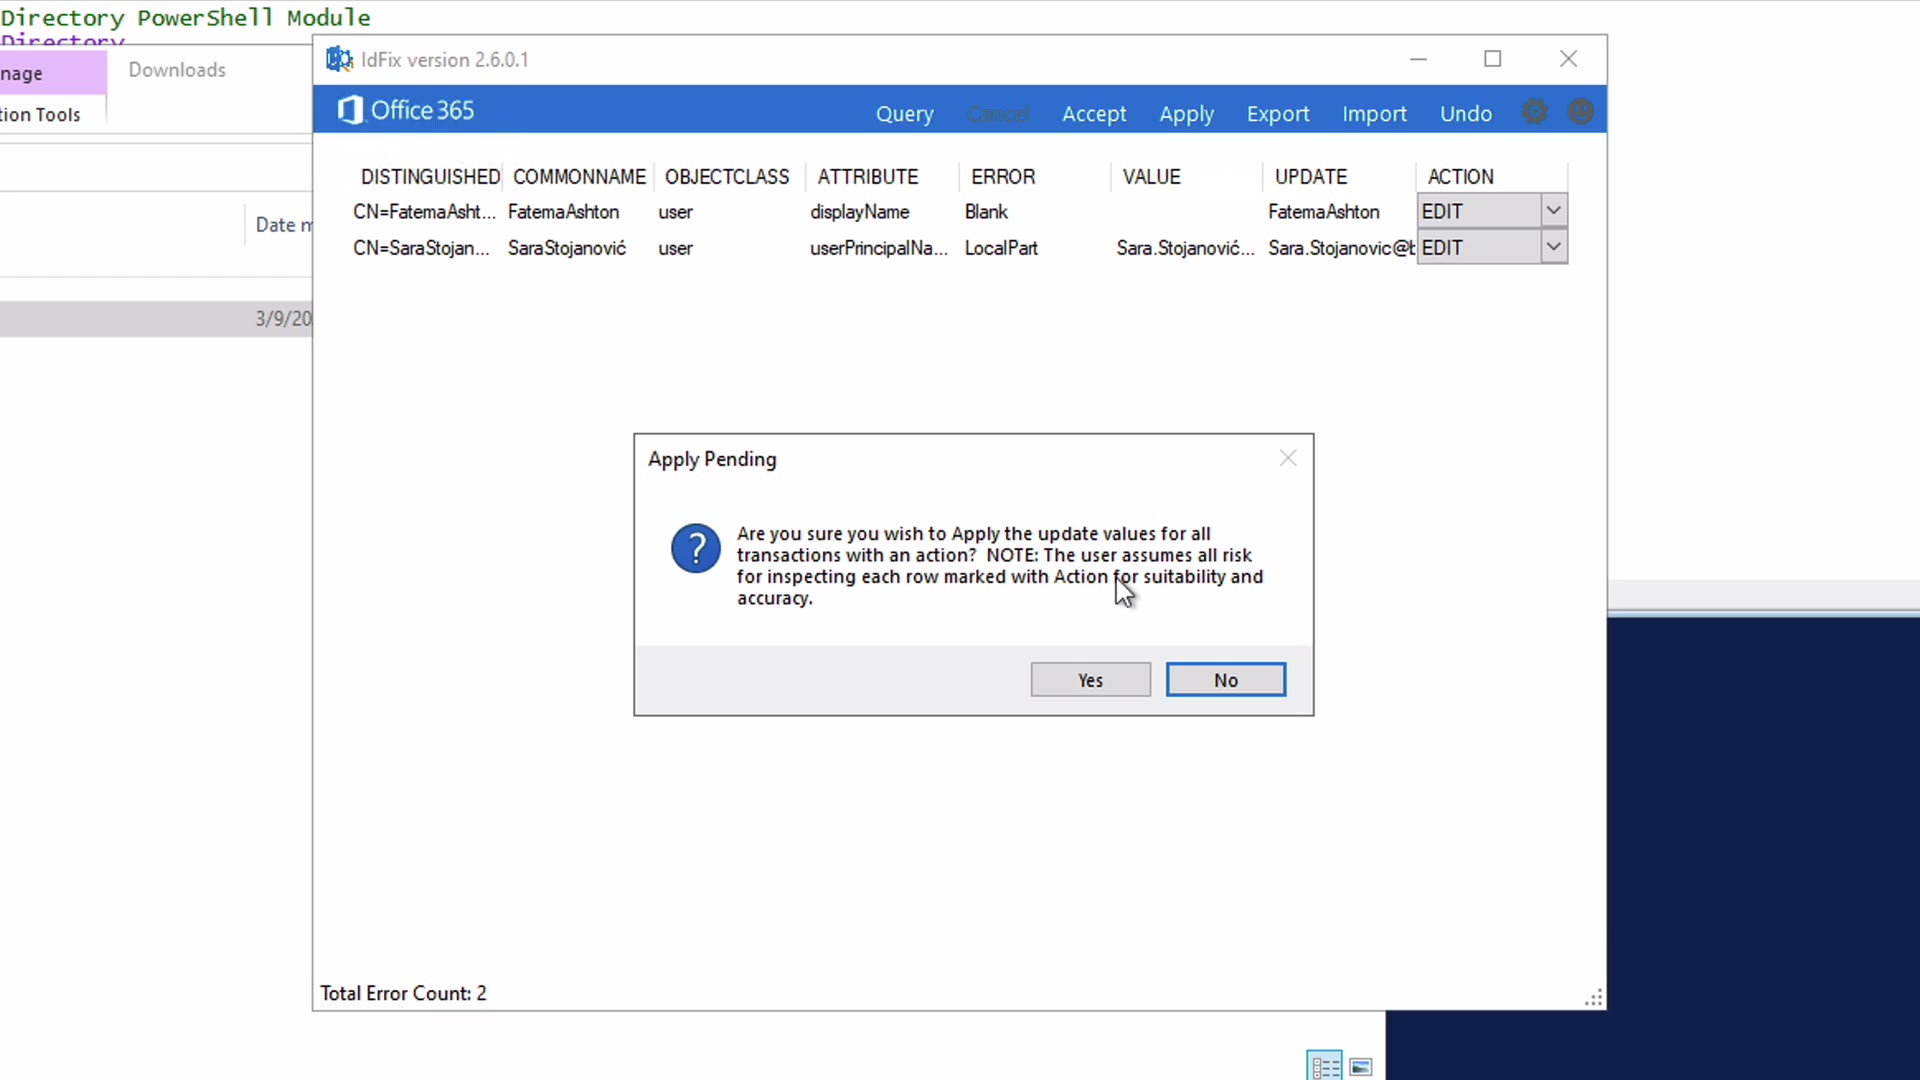 Directory PowerShell Module
Directory
nage
Downloads
tion Tools
Date m
3/9/20
IdFix version 2.6.0.1
Office 365
Query Cancel Accept Apply Export Import Undo
DISTINGUISHED COMMONNAME OBJECTCLASS ATTRIBUTE ERROR VALUE UPDATE ACTION
CN=FatemaAsht... FatemaAshton user displayName Blank FatemaAshton EDIT
CN=SaraStojan... SaraStojanović user userPrincipalNa... LocalPart Sara.Stojanović... Sara.Stojanovic@b EDIT
Apply Pending
Are you sure you wish to Apply the update values for all
transactions with an action? NOTE: The user assumes all risk
for inspecting each row marked with Action for suitability and
accuracy.
Yes No
Total Error Count: 2